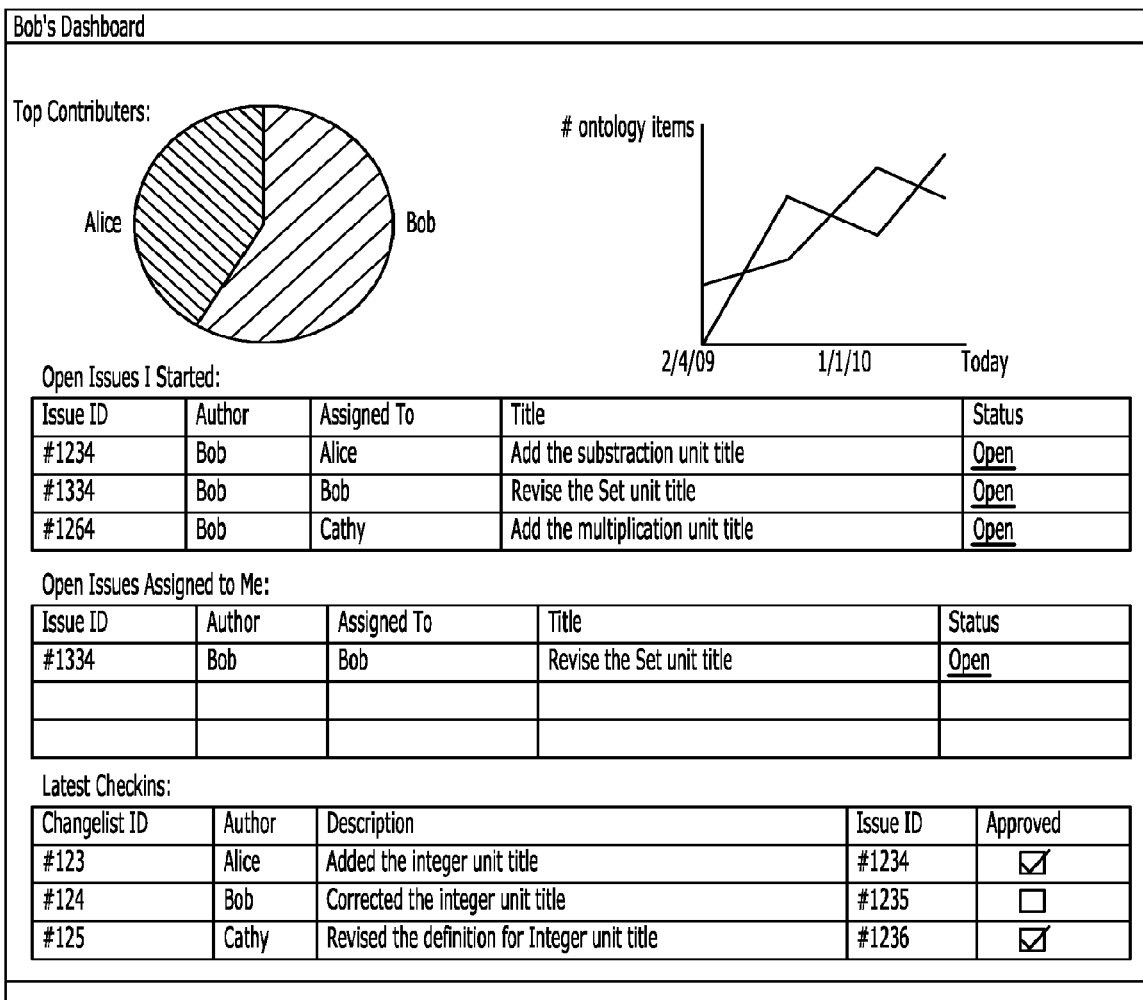 Bob's Dashboard
Top Contributers:
Alice
Bob
# ontology items
2/4/09 1/1/10 Today
Open Issues I Started:
Issue ID Author Assigned To Title Status
#1234 Bob Alice Add the substraction unit title Open
#1334 Bob Bob Revise the Set unit title Open
#1264 Bob Cathy Add the multiplication unit title Open
Open Issues Assigned to Me:
Issue ID Author Assigned To Title Status
#1334 Bob Bob Revise the Set unit title Open
Latest Checkins:
Changelist ID Author Description Issue ID Approved
#123 Alice Added the integer unit title #1234
#124 Bob Corrected the integer unit title #1235
#125 Cathy Revised the definition for Integer unit title #1236